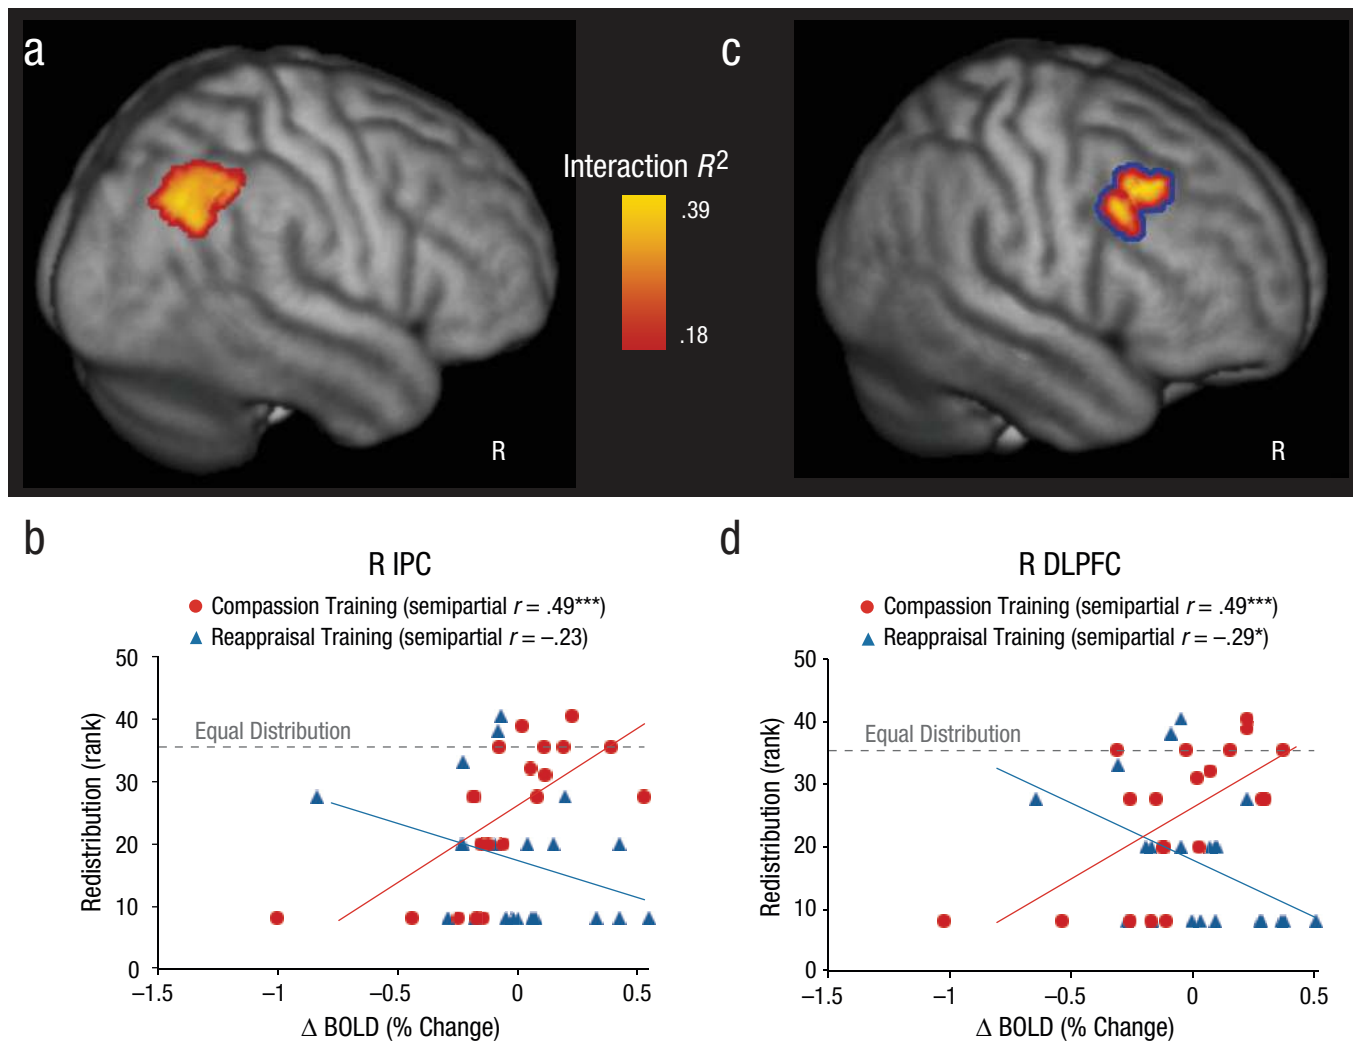 a
c
Interaction R2
.39
.18
R
R
b
R IPC
Compassion Training (semipartial r = .49***)
Reappraisal Training (semipartial r = –.23)
50
40
30
20
10
0
Redistribution (rank)
Equal Distribution
–1.5
–1
–0.5
0
0.5
Δ BOLD (% Change)
d
R DLPFC
Compassion Training (semipartial r = .49***)
Reappraisal Training (semipartial r = –.29*)
50
40
30
20
10
0
Redistribution (rank)
Equal Distribution
–1.5
–1
–0.5
0
0.5
Δ BOLD (% Change)